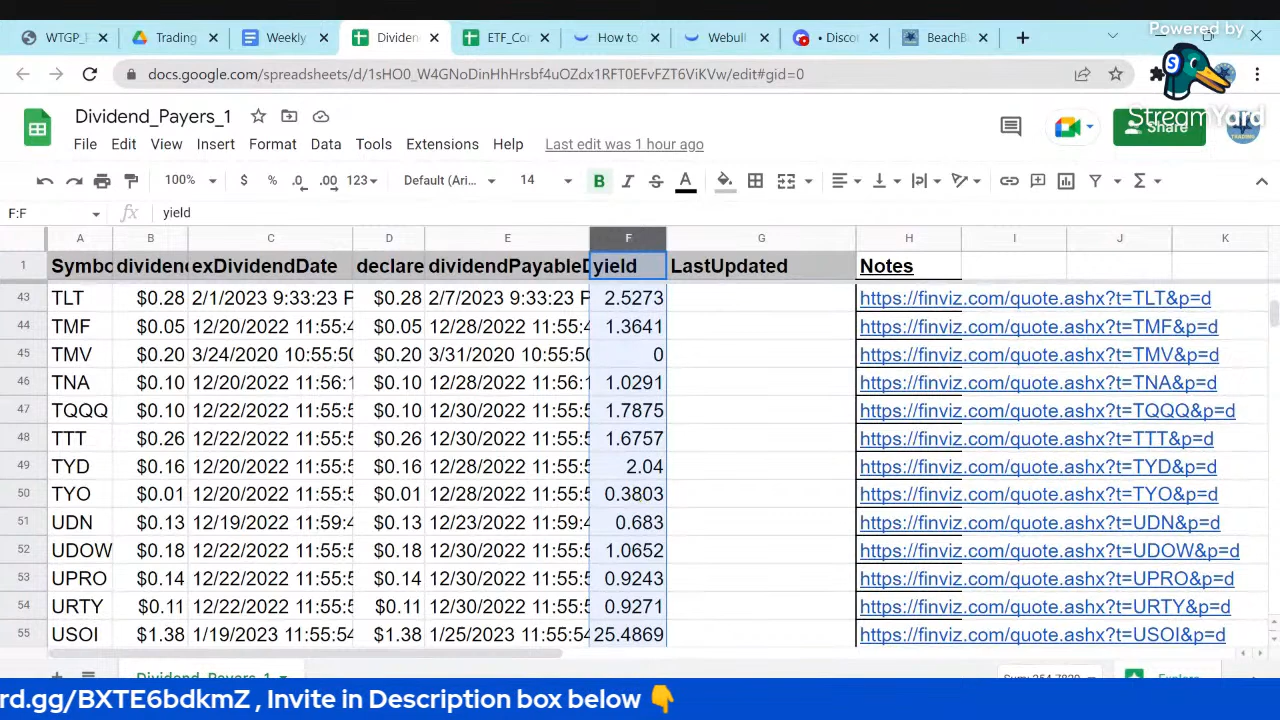 Powered by
StreamYard
WTGP_ Trading Weekly Dividen ETF_Co How to Webull • Disco BeachB
docs.google.com/spreadsheets/d/1sHO0_W4GNoDinHhHrsbf4uOZdx1RFT0EFvFZT6ViKVw/edit#gid=0
Dividend_Payers_1
Share
File Edit View Insert Format Data Tools Extensions Help Last edit was 1 hour ago
100% $ % .0 .00 123 Default (Ari... 14 B I S A
F:F fx yield
A B C D E F G H I J K
1 Symbo dividen exDividendDate declare dividendPayableD yield LastUpdated Notes
43 TLT $0.28 2/1/2023 9:33:23 P $0.28 2/7/2023 9:33:23 P 2.5273 https://finviz.com/quote.ashx?t=TLT&p=d
44 TMF $0.05 12/20/2022 11:55:4 $0.05 12/28/2022 11:55:4 1.3641 https://finviz.com/quote.ashx?t=TMF&p=d
45 TMV $0.20 3/24/2020 10:55:50 $0.20 3/31/2020 10:55:50 0 https://finviz.com/quote.ashx?t=TMV&p=d
46 TNA $0.10 12/20/2022 11:56:1 $0.10 12/28/2022 11:56:1 1.0291 https://finviz.com/quote.ashx?t=TNA&p=d
47 TQQQ $0.10 12/22/2022 11:55:5 $0.10 12/30/2022 11:55:5 1.7875 https://finviz.com/quote.ashx?t=TQQQ&p=d
48 TTT $0.26 12/22/2022 11:55:5 $0.26 12/30/2022 11:55:5 1.6757 https://finviz.com/quote.ashx?t=TTT&p=d
49 TYD $0.16 12/20/2022 11:55:5 $0.16 12/28/2022 11:55:5 2.04 https://finviz.com/quote.ashx?t=TYD&p=d
50 TYO $0.01 12/20/2022 11:55:5 $0.01 12/28/2022 11:55:5 0.3803 https://finviz.com/quote.ashx?t=TYO&p=d
51 UDN $0.13 12/19/2022 11:59:4 $0.13 12/23/2022 11:59:4 0.683 https://finviz.com/quote.ashx?t=UDN&p=d
52 UDOW $0.18 12/22/2022 11:55:5 $0.18 12/30/2022 11:55:5 1.0652 https://finviz.com/quote.ashx?t=UDOW&p=d
53 UPRO $0.14 12/22/2022 11:55:5 $0.14 12/30/2022 11:55:5 0.9243 https://finviz.com/quote.ashx?t=UPRO&p=d
54 URTY $0.11 12/22/2022 11:55:5 $0.11 12/30/2022 11:55:5 0.9271 https://finviz.com/quote.ashx?t=URTY&p=d
55 USOI $1.38 1/19/2023 11:55:54 $1.38 1/25/2023 11:55:54 25.4869 https://finviz.com/quote.ashx?t=USOI&p=d
Dividend_Payers_1 Explore
rd.gg/BXTE6bdkmZ , Invite in Description box below 👇